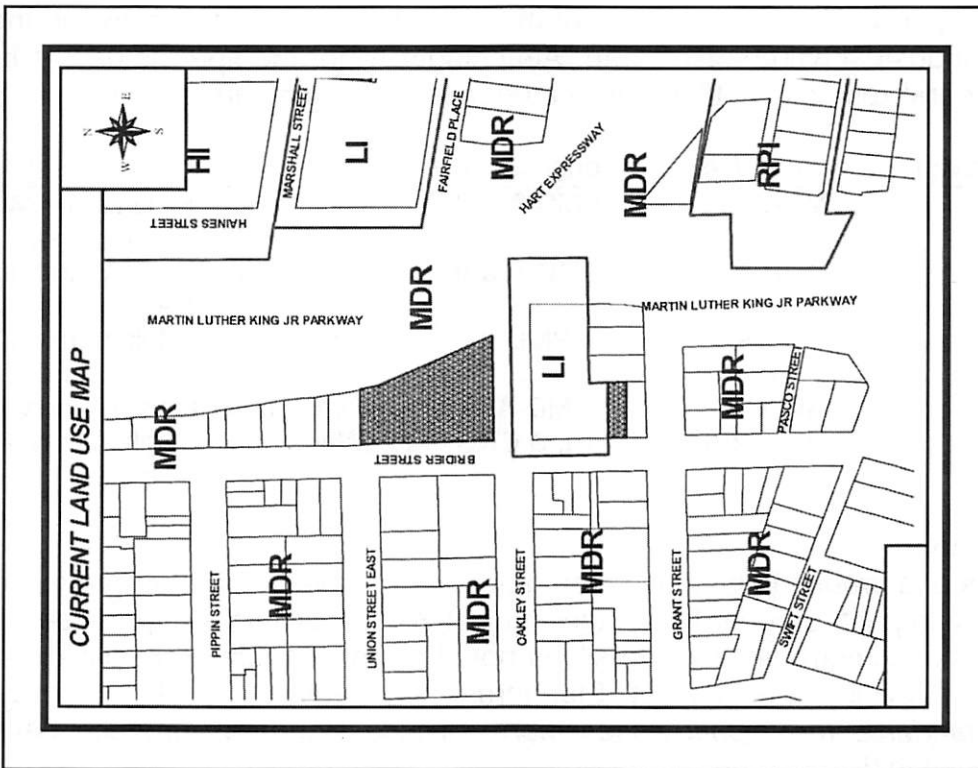 CURRENT LAND USE MAP
N
E
S
W
HI
MARSHALL STREET
LI
FAIRFIELD PLACE
MDR
HAINES STREET
HART EXPRESSWAY
MDR
RPI
MARTIN LUTHER KING JR PARKWAY
MDR
MARTIN LUTHER KING JR PARKWAY
LI
MDR
BRIDIER STREET
MDR
PASCO STREET
PIPPIN STREET
MDR
UNION STREET EAST
MDR
OAKLEY STREET
MDR
GRANT STREET
MDR
SWIFT STREET